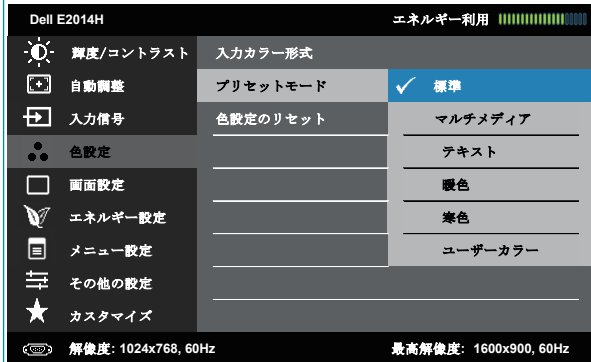 Dell E2014H エネルギー利用
輝度/コントラスト 入力カラー形式
自動調整 プリセットモード 標準
入力信号 色設定のリセット マルチメディア
色設定 テキスト
画面設定 暖色
エネルギー設定 寒色
メニュー設定 ユーザーカラー
その他の設定
カスタマイズ
解像度: 1024x768, 60Hz 最高解像度: 1600x900, 60Hz